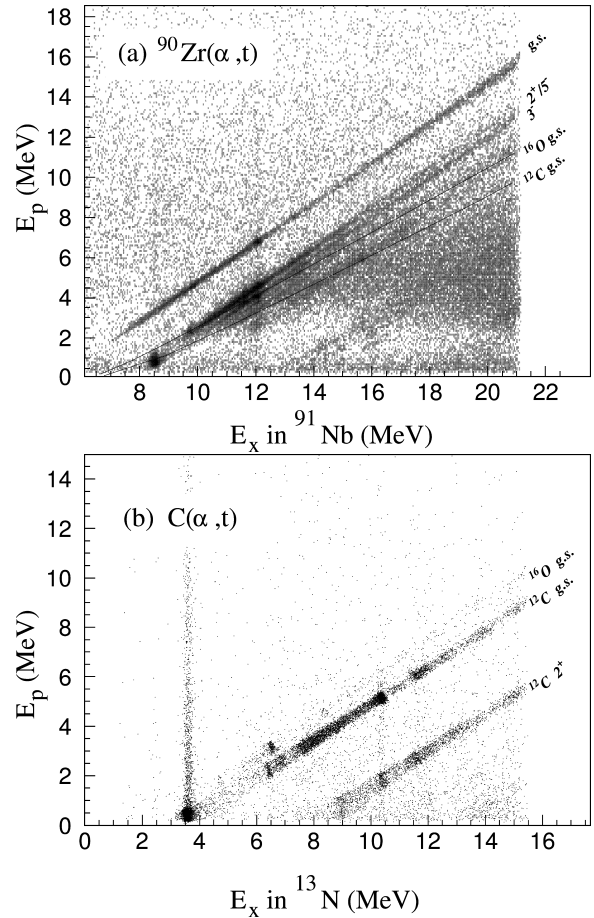 (a) ⁹⁰Zr(α,t)
g.s.
2⁺/5⁻
3⁻
¹⁶O g.s.
¹²C g.s.
E_p (MeV)
18
16
14
12
10
8
6
4
2
0
8 10 12 14 16 18 20 22
E_x in ⁹¹Nb (MeV)
(b) C(α,t)
¹⁶O g.s.
¹²C g.s.
¹²C 2⁺
E_p (MeV)
14
12
10
8
6
4
2
0
0 2 4 6 8 10 12 14 16
E_x in ¹³N (MeV)